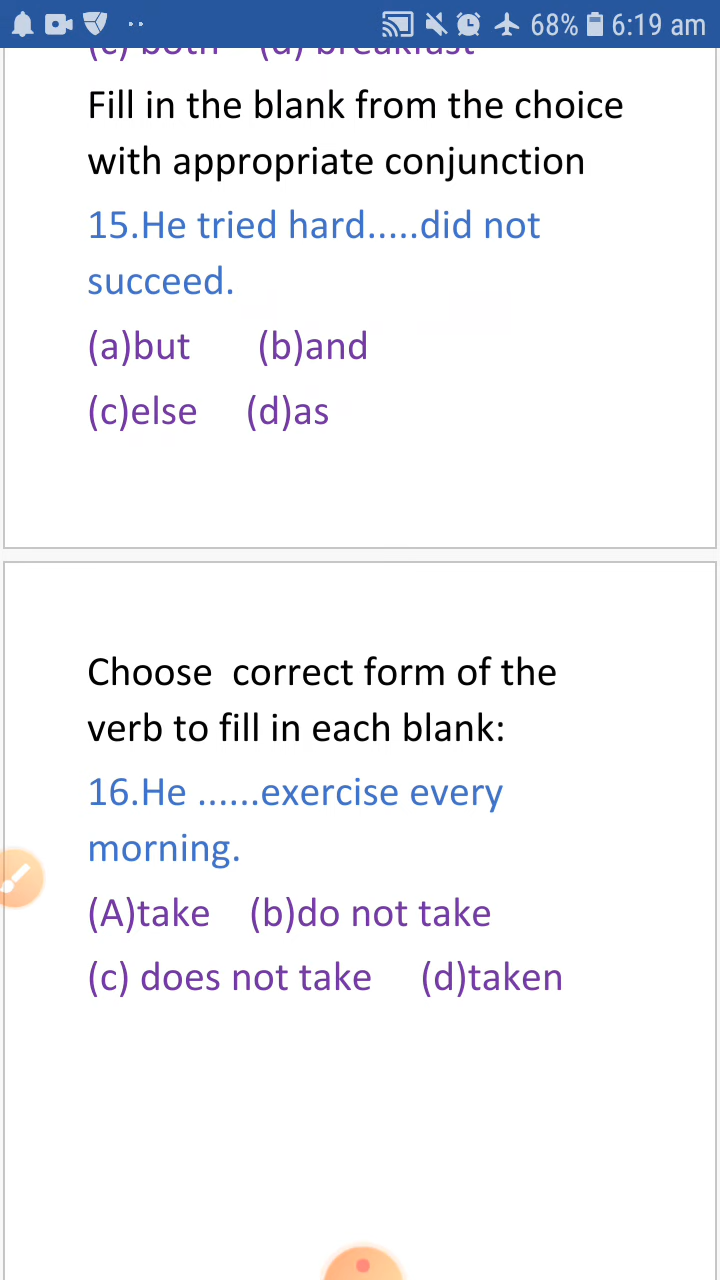 68% 6:19 am
Fill in the blank from the choice
with appropriate conjunction
15.He tried hard.....did not
succeed.
(a)but (b)and
(c)else (d)as
Choose correct form of the
verb to fill in each blank:
16.He ......exercise every
morning.
(A)take (b)do not take
(c) does not take (d)taken